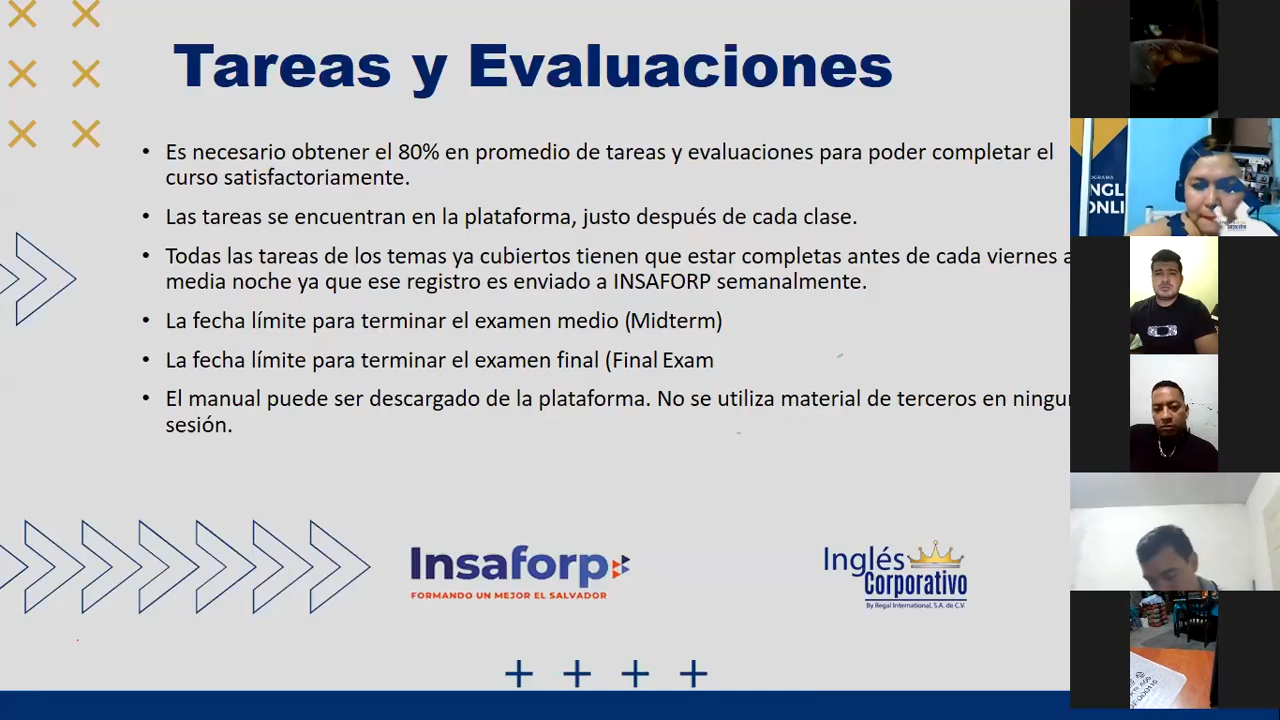 Tareas y Evaluaciones
• Es necesario obtener el 80% en promedio de tareas y evaluaciones para poder completar el
curso satisfactoriamente.
• Las tareas se encuentran en la plataforma, justo después de cada clase.
• Todas las tareas de los temas ya cubiertos tienen que estar completas antes de cada viernes a
media noche ya que ese registro es enviado a INSAFORP semanalmente.
• La fecha límite para terminar el examen medio (Midterm)
• La fecha límite para terminar el examen final (Final Exam
• El manual puede ser descargado de la plataforma. No se utiliza material de terceros en
sesión.
Insaforp
FORMANDO UN MEJOR EL SALVADOR
Inglés
Corporativo
By Regal International, S.A. de C.V.
INGL
ONLI